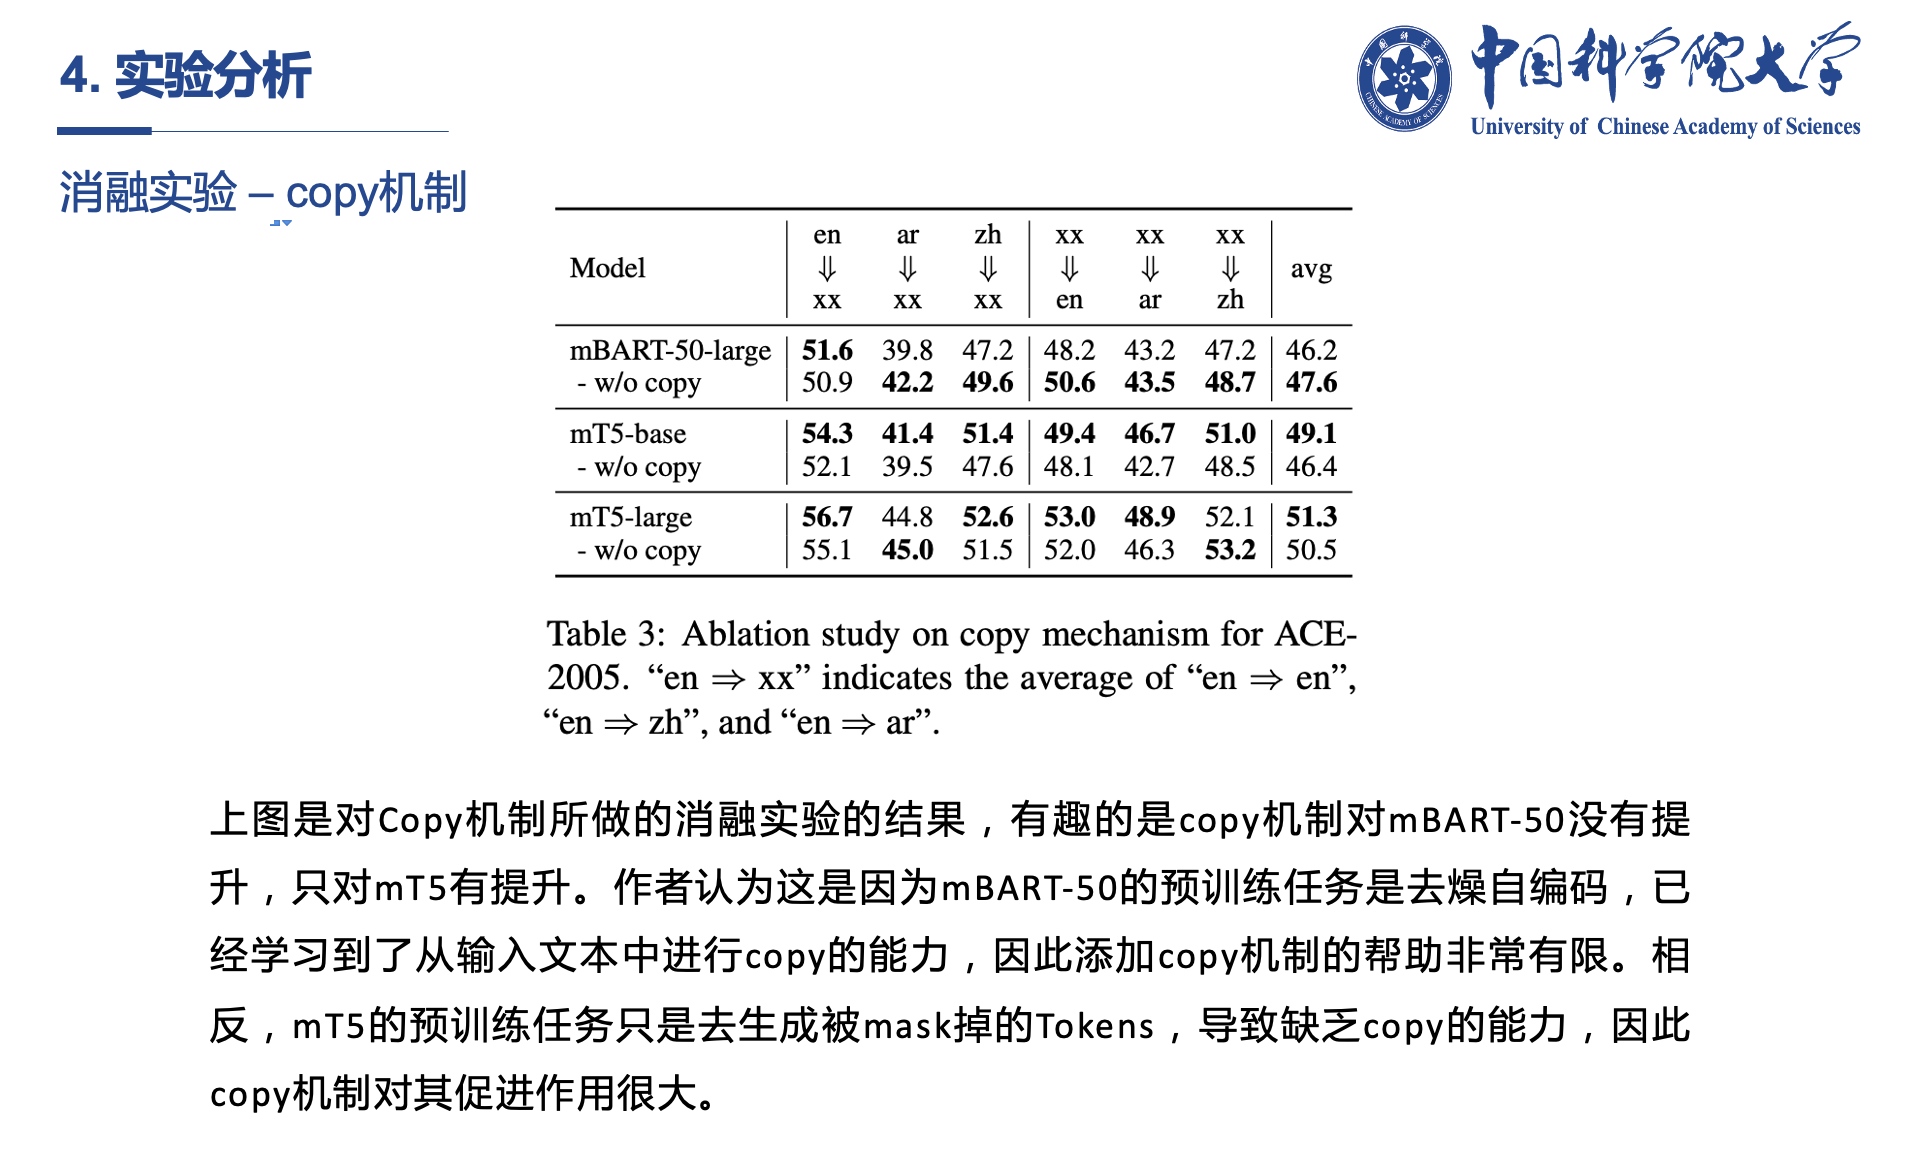 4. 实验分析
中国科学院大学
University of Chinese Academy of Sciences
消融实验 – copy机制
Model en ar zh xx xx xx avg
⇓ ⇓ ⇓ ⇓ ⇓ ⇓
xx xx xx en ar zh
mBART-50-large 51.6 39.8 47.2 48.2 43.2 47.2 46.2
- w/o copy 50.9 42.2 49.6 50.6 43.5 48.7 47.6
mT5-base 54.3 41.4 51.4 49.4 46.7 51.0 49.1
- w/o copy 52.1 39.5 47.6 48.1 42.7 48.5 46.4
mT5-large 56.7 44.8 52.6 53.0 48.9 52.1 51.3
- w/o copy 55.1 45.0 51.5 52.0 46.3 53.2 50.5
Table 3: Ablation study on copy mechanism for ACE-
2005. “en ⇒ xx” indicates the average of “en ⇒ en”,
“en ⇒ zh”, and “en ⇒ ar”.
上图是对Copy机制所做的消融实验的结果，有趣的是copy机制对mBART-50没有提
升，只对mT5有提升。作者认为这是因为mBART-50的预训练任务是去燥自编码，已
经学习到了从输入文本中进行copy的能力，因此添加copy机制的帮助非常有限。相
反，mT5的预训练任务只是去生成被mask掉的Tokens，导致缺乏copy的能力，因此
copy机制对其促进作用很大。